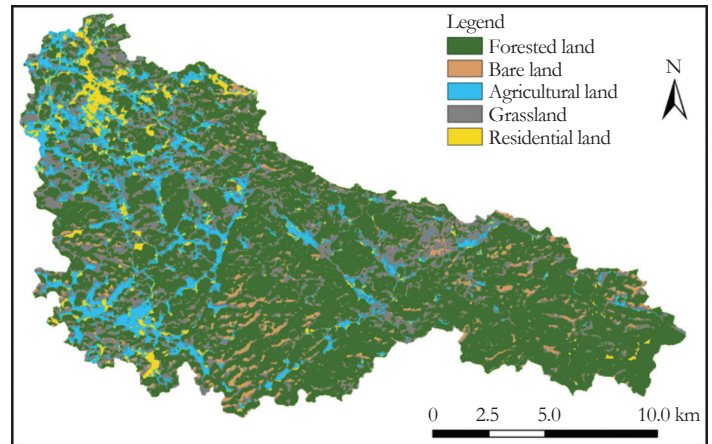 Legend
Forested land
Bare land
Agricultural land
Grassland
Residential land
N
0 2.5 5.0 10.0 km